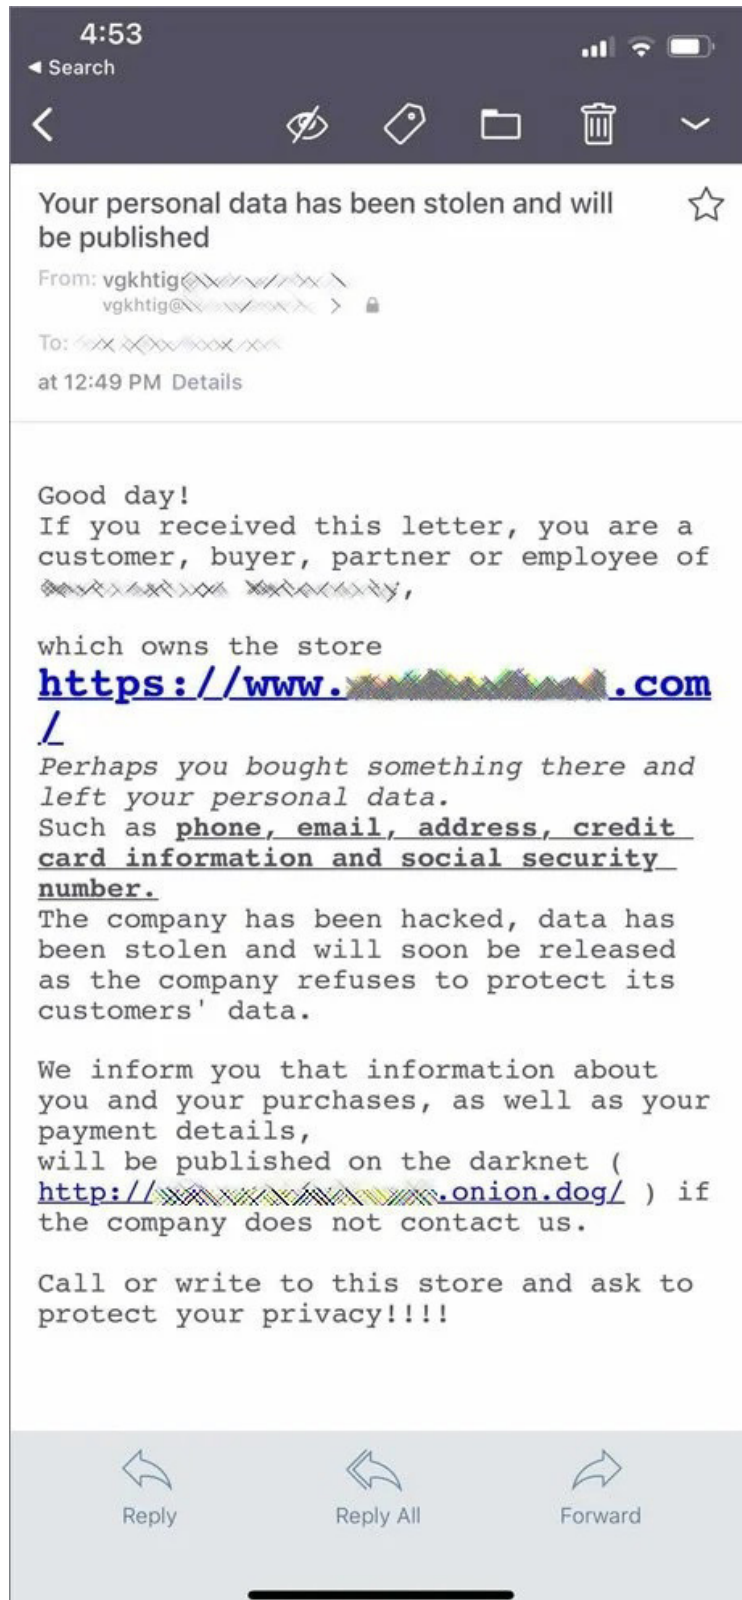 4:53
Search
Your personal data has been stolen and will
be published
From: vgkhtig@
vgkhtig@
To:
at 12:49 PM Details
Good day!
If you received this letter, you are a
customer, buyer, partner or employee of
,
which owns the store
https://www. .com
/
Perhaps you bought something there and
left your personal data.
Such as phone, email, address, credit
card information and social security
number.
The company has been hacked, data has
been stolen and will soon be released
as the company refuses to protect its
customers' data.
We inform you that information about
you and your purchases, as well as your
payment details,
will be published on the darknet (
http:// .onion.dog/ ) if
the company does not contact us.
Call or write to this store and ask to
protect your privacy!!!!
Reply Reply All Forward